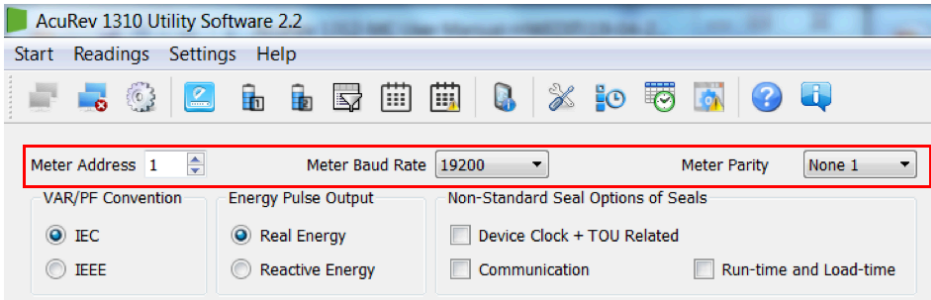 AcuRev 1310 Utility Software 2.2
Start Readings Settings Help
Meter Address 1 Meter Baud Rate 19200 Meter Parity None 1
VAR/PF Convention Energy Pulse Output Non-Standard Seal Options of Seals
IEC Real Energy Device Clock + TOU Related
IEEE Reactive Energy Communication Run-time and Load-time